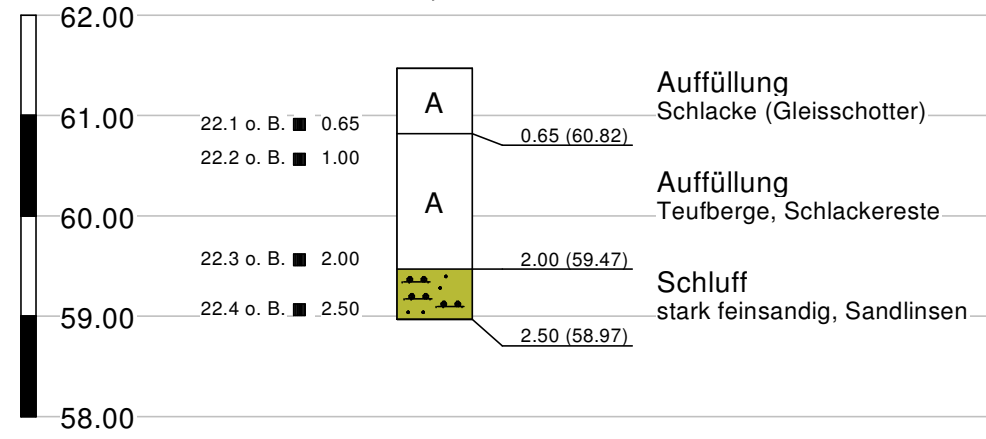 62.00
Auffüllung
A
Schlacke (Gleisschotter)
61.00
22.1 o. B. 0.65
0.65 (60.82)
22.2 o. B. 1.00
Auffüllung
A
Teufberge, Schlackereste
60.00
22.3 o. B. 2.00
2.00 (59.47)
Schluff
22.4 o. B. 2.50
stark feinsandig, Sandlinsen
59.00
2.50 (58.97)
58.00